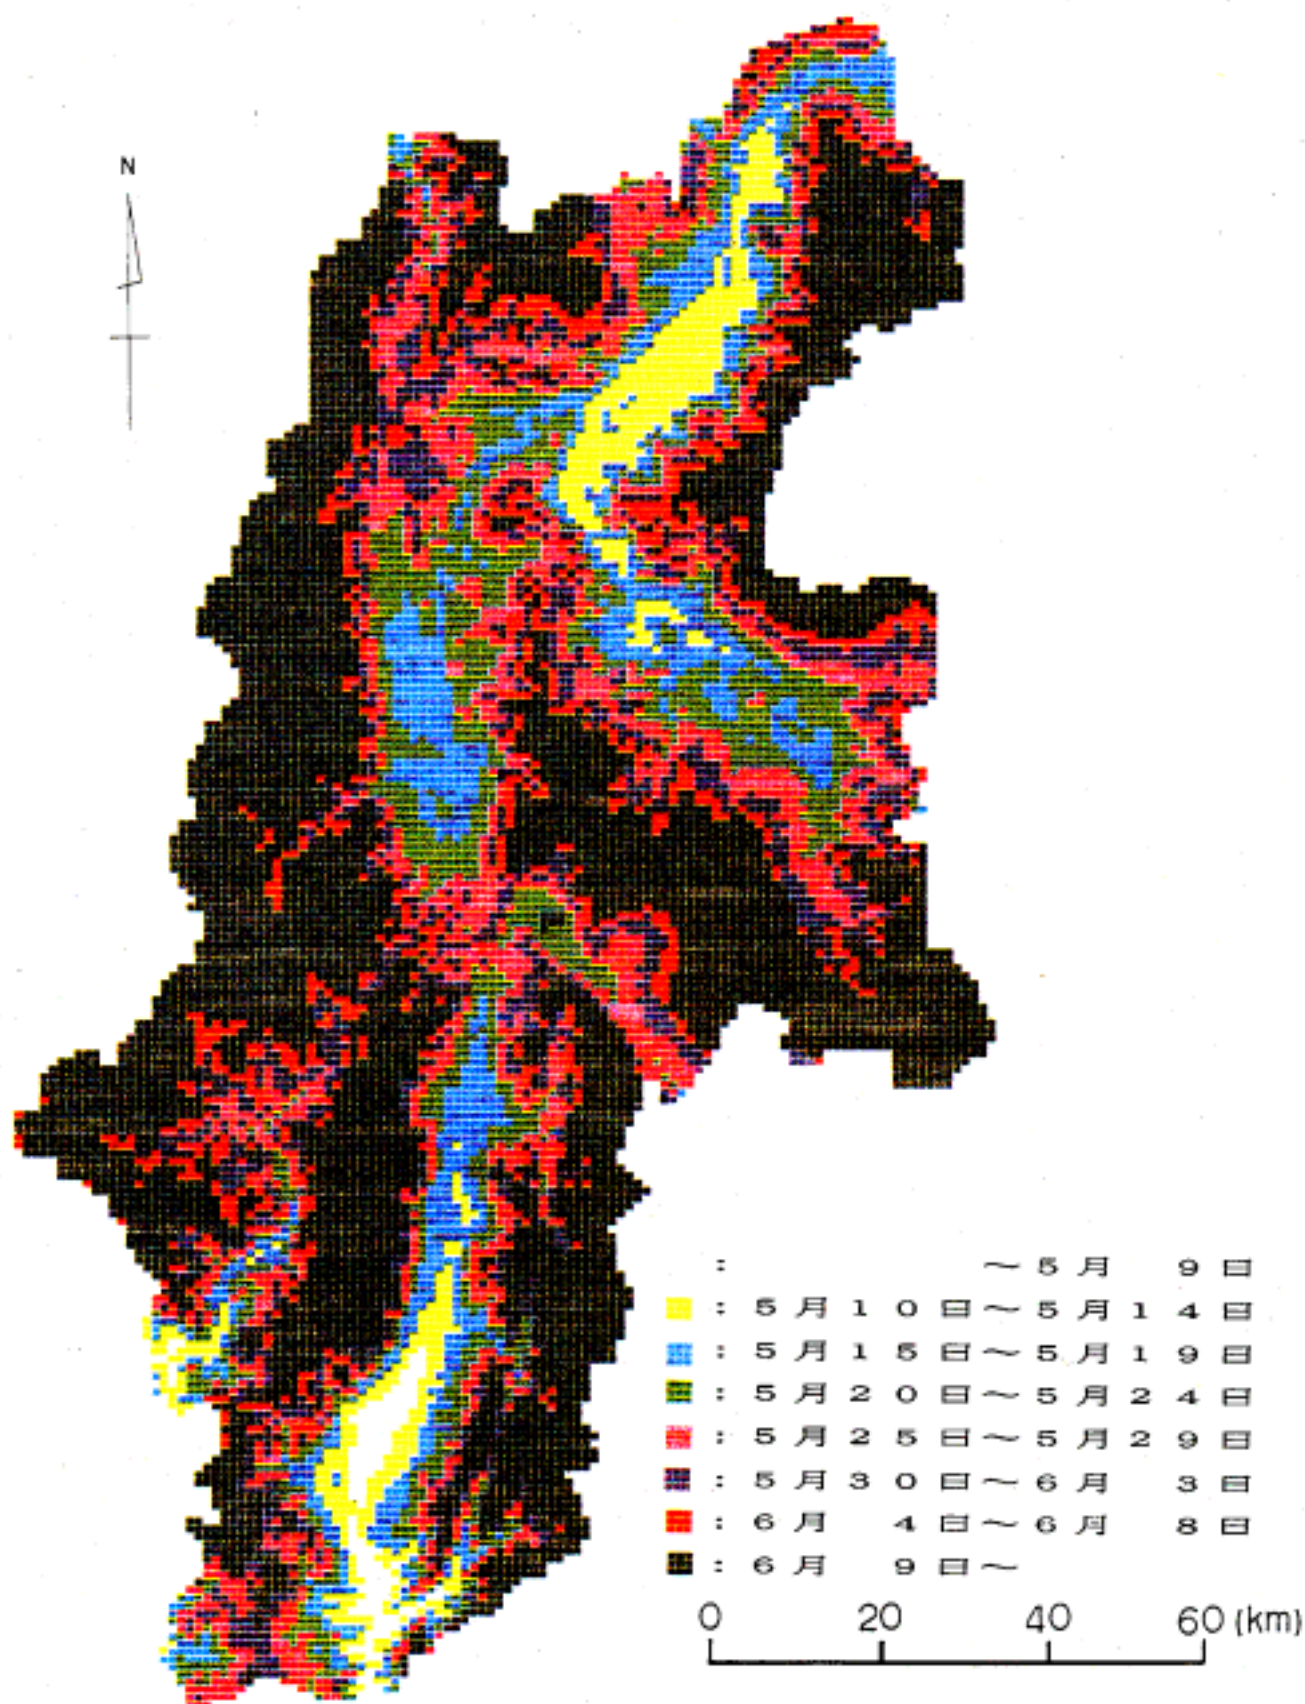 N
: ～5月 9日
: 5月10日～5月14日
: 5月15日～5月19日
: 5月20日～5月24日
: 5月25日～5月29日
: 5月30日～6月 3日
: 6月 4日～6月 8日
: 6月 9日～
0 20 40 60 (km)